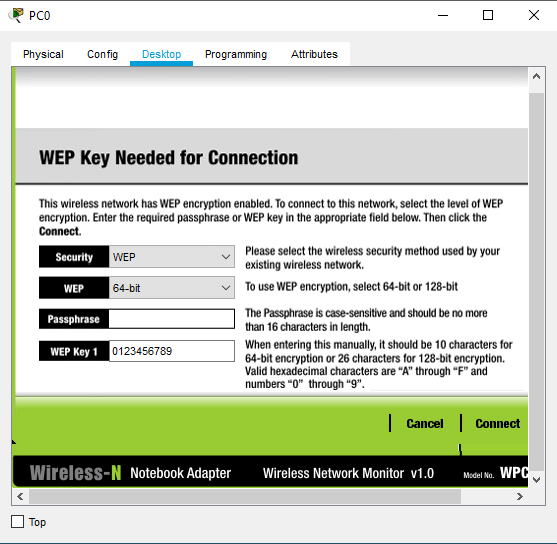 PC0
Physical Config Desktop Programming Attributes
WEP Key Needed for Connection
This wireless network has WEP encryption enabled. To connect to this network, select the level of WEP
encryption. Enter the required passphrase or WEP key in the appropriate field below. Then click the
Connect.
Security WEP
Please select the wireless security method used by your
existing wireless network.
WEP 64-bit
To use WEP encryption, select 64-bit or 128-bit
Passphrase
The Passphrase is case-sensitive and should be no more
than 16 characters in length.
WEP Key 1 0123456789
When entering this manually, it should be 10 characters for
64-bit encryption or 26 characters for 128-bit encryption.
Valid hexadecimal characters are “A” through “F” and
numbers “0” through “9”.
Cancel Connect
Wireless-N Notebook Adapter Wireless Network Monitor v1.0 Model No. WPC
Top